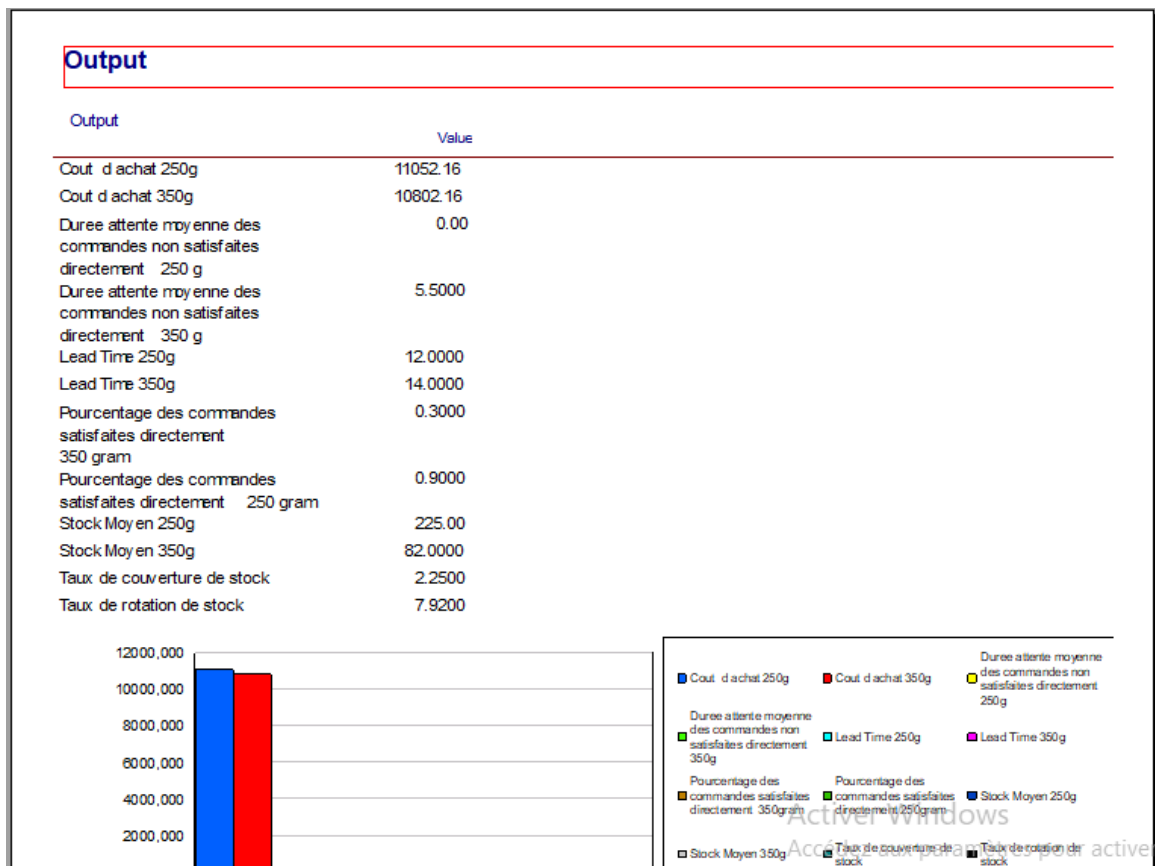 Output
Output
Value
Cout d achat 250g 11052.16
Cout d achat 350g 10802.16
Duree attente moyenne des 0.00
commandes non satisfaites
directement 250 g
Duree attente moyenne des 5.5000
commandes non satisfaites
directement 350 g
Lead Time 250g 12.0000
Lead Time 350g 14.0000
Pourcentage des commandes 0.3000
satisfaites directement
350 gram
Pourcentage des commandes 0.9000
satisfaites directement 250 gram
Stock Moyen 250g 225.00
Stock Moyen 350g 82.0000
Taux de couverture de stock 2.2500
Taux de rotation de stock 7.9200
12000,000
10000,000
8000,000
6000,000
4000,000
2000,000
Cout d achat 250g
Cout d achat 350g
Duree attente moyenne
des commandes non
satisfaites directement
250g
Duree attente moyenne
des commandes non
satisfaites directement
350g
Lead Time 250g
Lead Time 350g
Pourcentage des
commandes satisfaites
directement 350gram
Pourcentage des
commandes satisfaites
directement 250gram
Stock Moyen 250g
Stock Moyen 350g
Taux de couverture de
stock
Taux de rotation de
stock
Activer Windows
Accédez aux paramètres pour activer